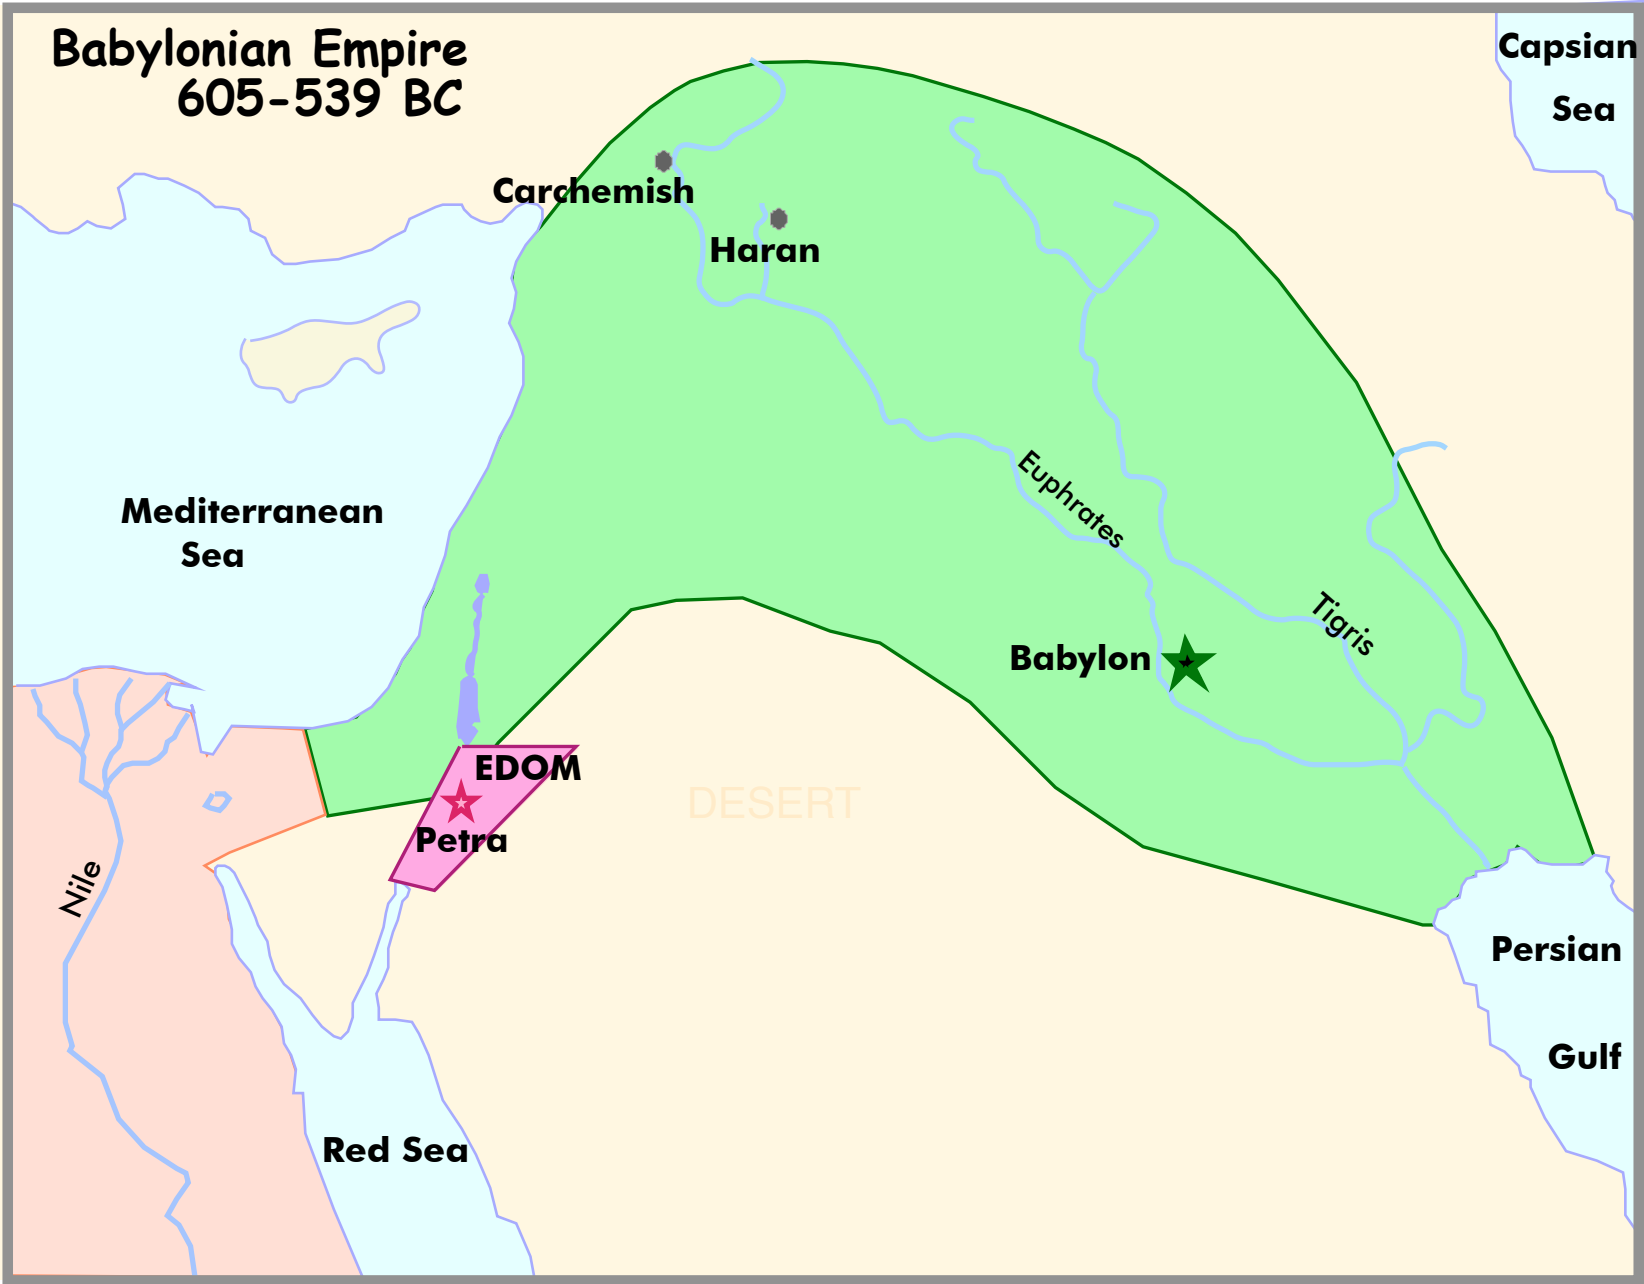 Babylonian Empire
605-539 BC
Capsian
Sea
Carchemish
Haran
Mediterranean
Sea
Euphrates
Tigris
Babylon
EDOM
Petra
DESERT
Nile
Persian
Gulf
Red Sea